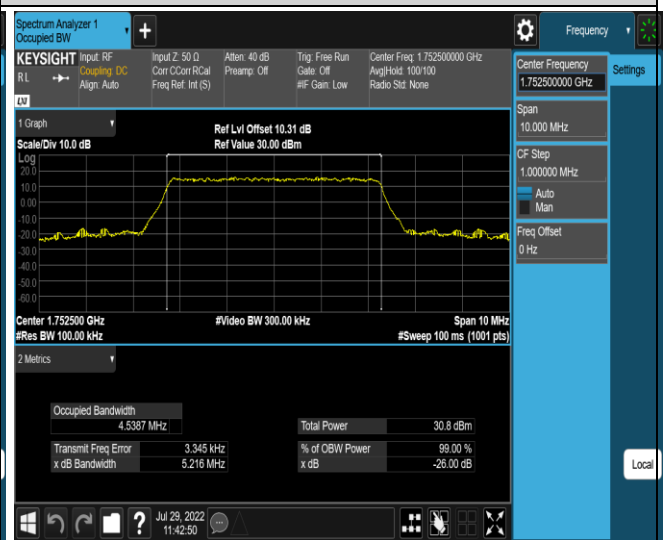 Spectrum Analyzer 1
Occupied BW
+
Frequency
KEYSIGHT
R L
LXI
Input: RF
Coupling: DC
Align: Auto
Input Z: 50 Ω
Corr CCorr RCal
Freq Ref: Int (S)
Atten: 40 dB
Preamp: Off
Trig: Free Run
Gate: Off
#IF Gain: Low
Center Freq: 1.752500000 GHz
Avg|Hold: 100/100
Radio Std: None
Center Frequency
1.752500000 GHz
Settings
Span
10.000 MHz
CF Step
1.000000 MHz
Auto
Man
Freq Offset
0 Hz
1 Graph
Scale/Div 10.0 dB
Ref Lvl Offset 10.31 dB
Ref Value 30.00 dBm
Log
20.0
10.0
0.00
-10.0
-20.0
-30.0
-40.0
-50.0
-60.0
Center 1.752500 GHz
#Res BW 100.00 kHz
#Video BW 300.00 kHz
Span 10 MHz
#Sweep 100 ms (1001 pts)
2 Metrics
Occupied Bandwidth
4.5387 MHz
Total Power 30.8 dBm
Transmit Freq Error 3.345 kHz
% of OBW Power 99.00 %
x dB Bandwidth 5.216 MHz
x dB -26.00 dB
Local
?
Jul 29, 2022
11:42:50